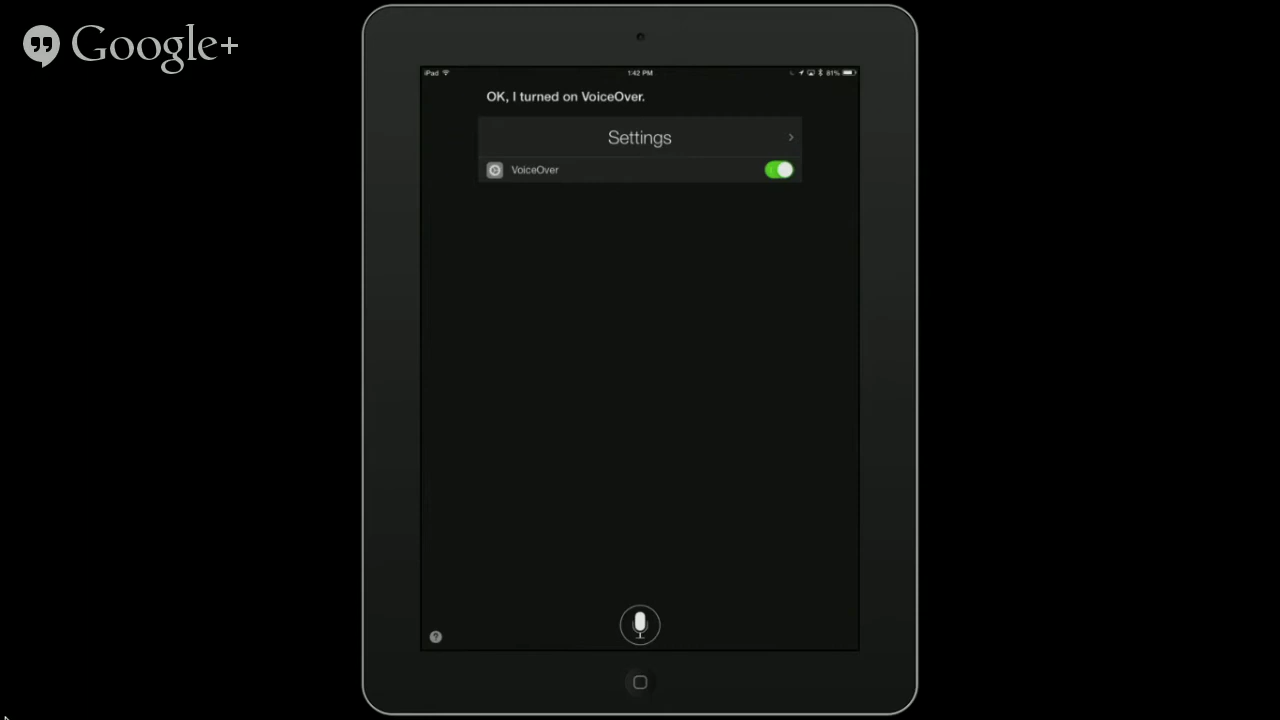 Google+
iPad 1:42 PM 81%
OK, I turned on VoiceOver.
Settings
VoiceOver
?